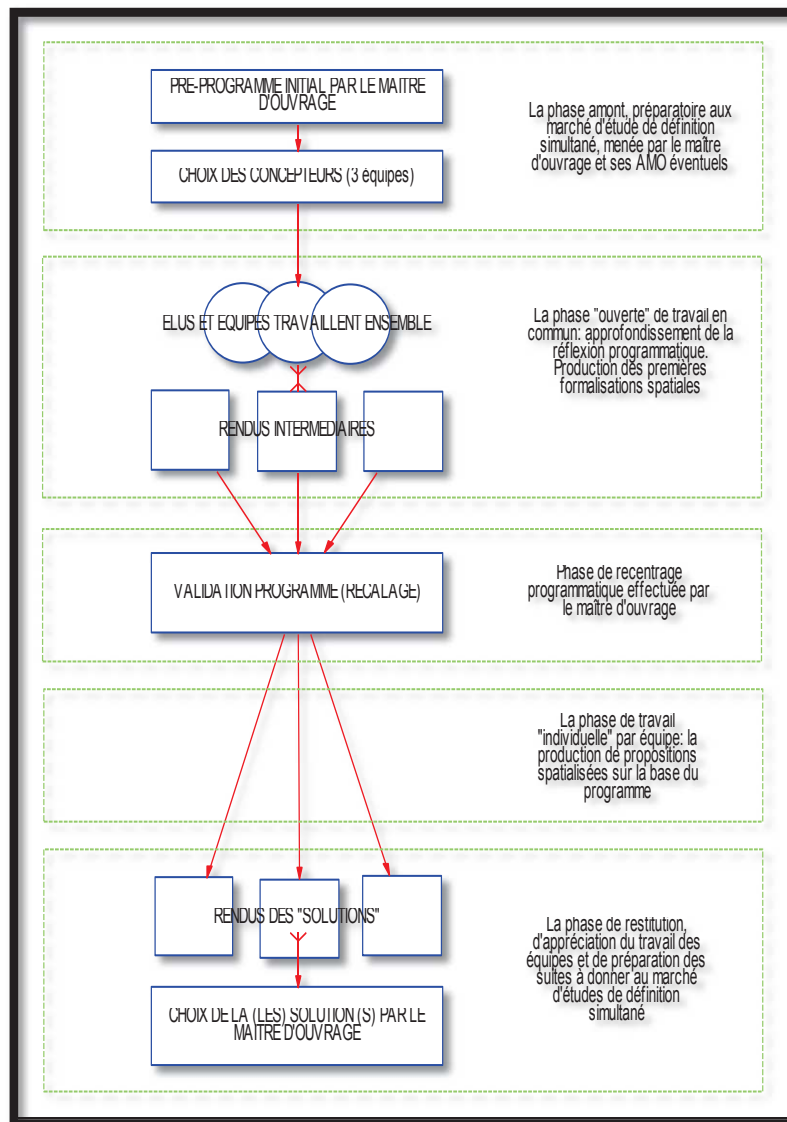 PRE-PROGRAMME INITIAL PAR LE MAITRE
D'OUVRAGE
CHOIX DES CONCEPTEURS (3 équipes)
La phase amont, préparatoire aux
marché d'étude de définition
simultané, menée par le maître
d'ouvrage et ses AMO éventuels
ELUS ET EQUIPES TRAVAILLENT ENSEMBLE
RENDUS INTERMEDIAIRES
La phase "ouverte" de travail en
commun: approfondissement de la
réflexion programmatique.
Production des premières
formalisations spatiales
VALIDATION PROGRAMME (RECALAGE)
Phase de recentrage
programmatique effectuée par
le maître d'ouvrage
La phase de travail
"individuelle" par équipe: la
production de propositions
spatialisées sur la base du
programme
RENDUS DES "SOLUTIONS"
CHOIX DE LA (LES) SOLUTION (S) PAR LE
MAITRE D'OUVRAGE
La phase de restitution,
d'appréciation du travail des
équipes et de préparation des
suites à donner au marché
d'études de définition
simultané